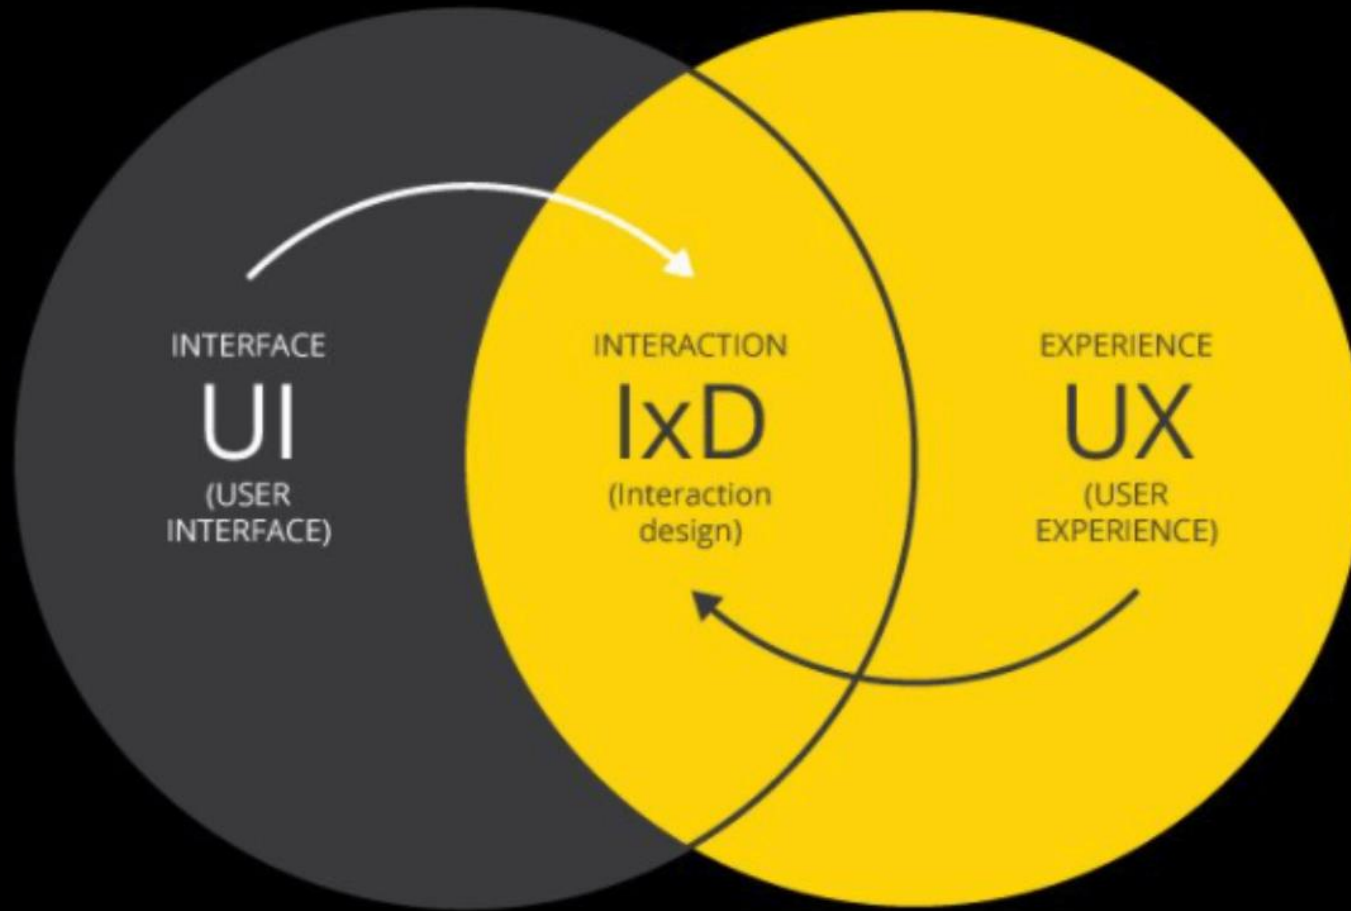 INTERFACE
UI
(USER
INTERFACE)
INTERACTION
IxD
(Interaction
design)
EXPERIENCE
UX
(USER
EXPERIENCE)